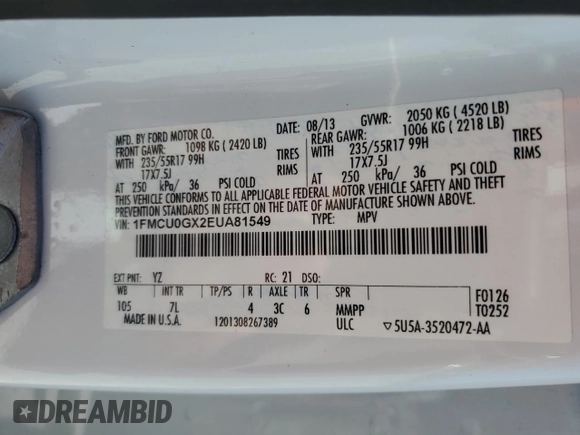 MFD. BY FORD MOTOR CO.
DATE: 08/13
GVWR: 2050 KG ( 4520 LB)
FRONT GAWR: 1098 KG ( 2420 LB)
REAR GAWR: 1006 KG ( 2218 LB)
WITH 235/55R17 99H TIRES
WITH 235/55R17 99H TIRES
17X7.5J RIMS
17X7.5J RIMS
AT 250 kPa/ 36 PSI COLD
AT 250 kPa/ 36 PSI COLD
THIS VEHICLE CONFORMS TO ALL APPLICABLE FEDERAL MOTOR VEHICLE SAFETY AND THEFT
PREVENTION STANDARDS IN EFFECT ON THE DATE OF MANUFACTURE SHOWN ABOVE.
VIN: 1FMCU0GX2EUA81549
TYPE: MPV
EXT PNT: YZ RC: 21 DSO:
WB INT TR TP/PS R AXLE TR SPR
F0126
105 7L 4 3C 6 MMPP
T0252
MADE IN U.S.A. 1201308267389 ULC ▽5U5A-3520472-AA
DREAMBID